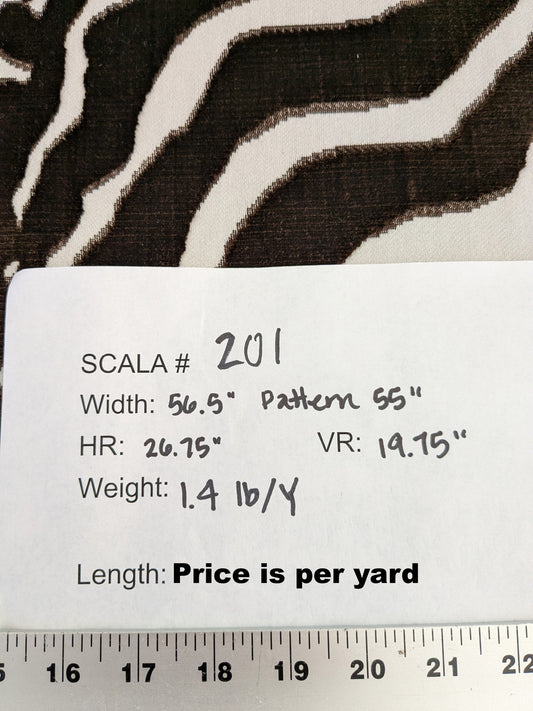 SCALA # 201
Width: 56.5" Pattern 55"
HR: 26.75" VR: 19.75"
Weight: 1.4 lb/Y
Length: Price is per yard
16 17 18 19 20 21 22